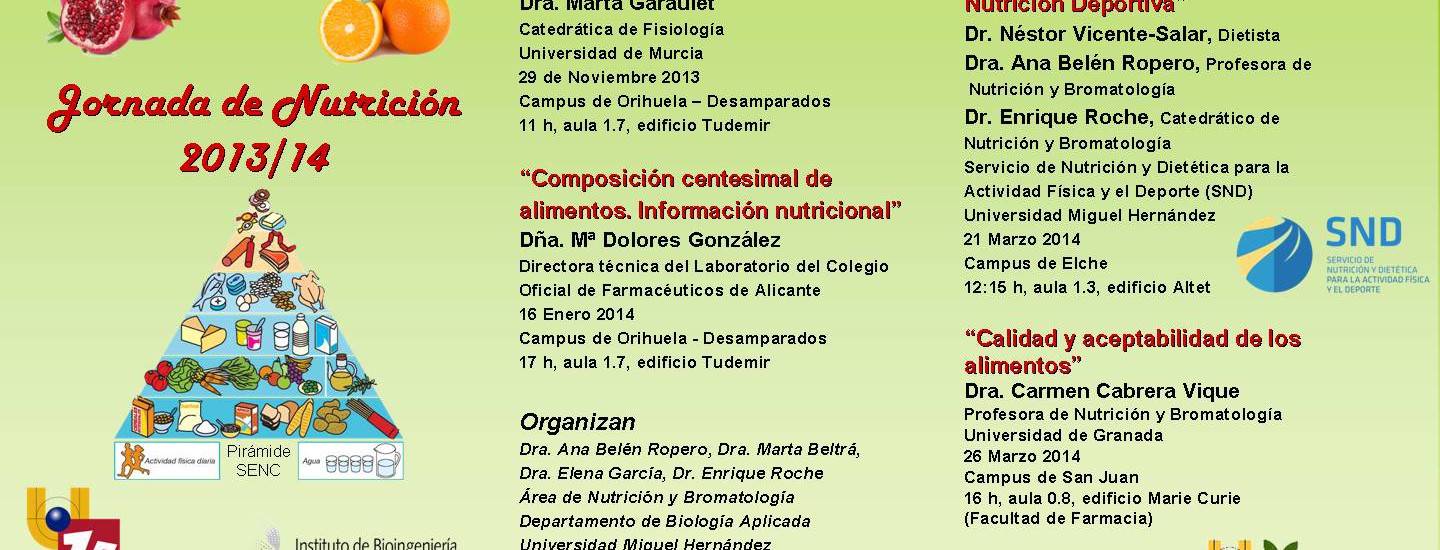 Jornada de Nutrición
2013/14
Actividad física diaria
Pirámide
SENC
Agua
Instituto de Bioingeniería
Dra. Marta Garaulet
Catedrática de Fisiología
Universidad de Murcia
29 de Noviembre 2013
Campus de Orihuela – Desamparados
11 h, aula 1.7, edificio Tudemir
“Composición centesimal de
alimentos. Información nutricional”
Dña. Mª Dolores González
Directora técnica del Laboratorio del Colegio
Oficial de Farmacéuticos de Alicante
16 Enero 2014
Campus de Orihuela - Desamparados
17 h, aula 1.7, edificio Tudemir
Organizan
Dra. Ana Belén Ropero, Dra. Marta Beltrá,
Dra. Elena García, Dr. Enrique Roche
Área de Nutrición y Bromatología
Departamento de Biología Aplicada
Universidad Miguel Hernández
Nutrición Deportiva”
Dr. Néstor Vicente-Salar, Dietista
Dra. Ana Belén Ropero, Profesora de
Nutrición y Bromatología
Dr. Enrique Roche, Catedrático de
Nutrición y Bromatología
Servicio de Nutrición y Dietética para la
Actividad Física y el Deporte (SND)
Universidad Miguel Hernández
21 Marzo 2014
Campus de Elche
12:15 h, aula 1.3, edificio Altet
SND
SERVICIO DE
NUTRICIÓN Y DIETÉTICA
PARA LA ACTIVIDAD FÍSICA
Y EL DEPORTE
“Calidad y aceptabilidad de los
alimentos”
Dra. Carmen Cabrera Vique
Profesora de Nutrición y Bromatología
Universidad de Granada
26 Marzo 2014
Campus de San Juan
16 h, aula 0.8, edificio Marie Curie
(Facultad de Farmacia)